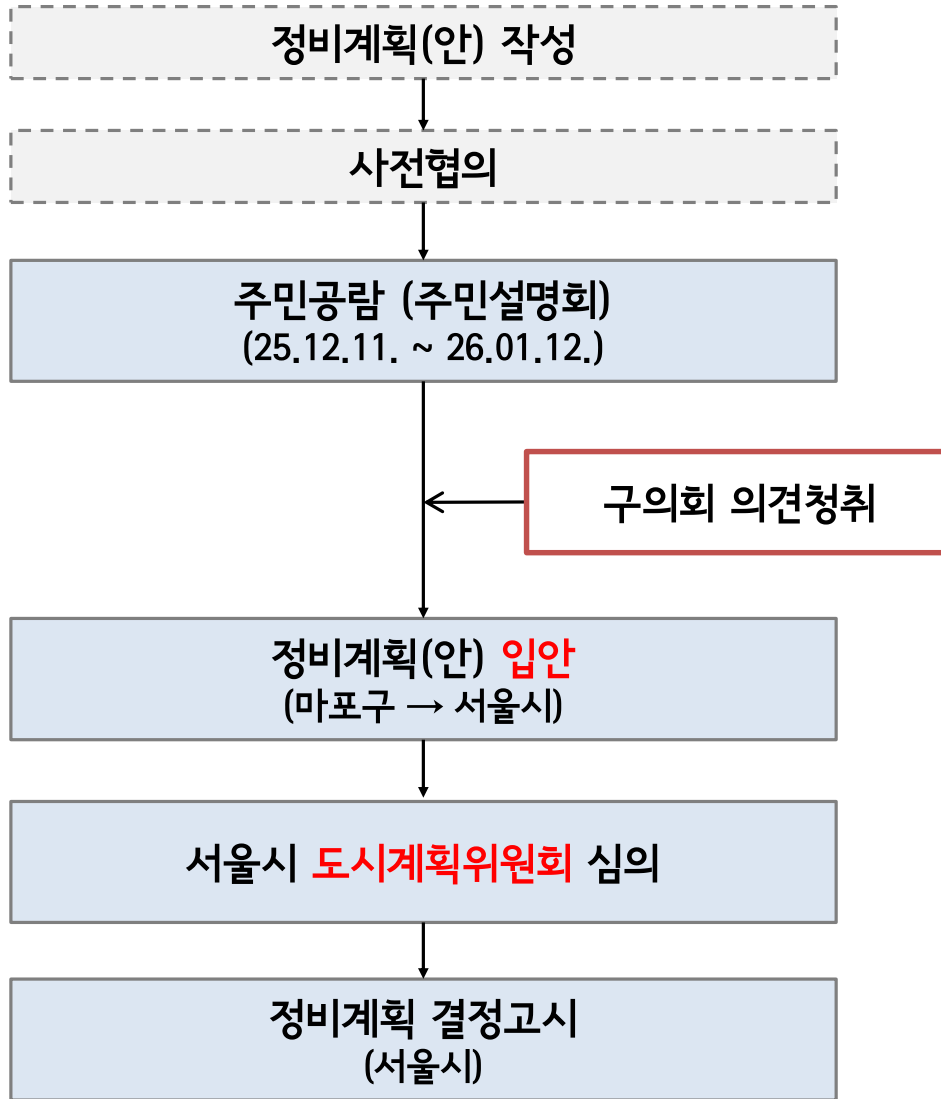 정비계획(안) 작성
사전협의
주민공람 (주민설명회)
(25.12.11. ~ 26.01.12.)
구의회 의견청취
정비계획(안) 입안
(마포구 → 서울시)
서울시 도시계획위원회 심의
정비계획 결정고시
(서울시)